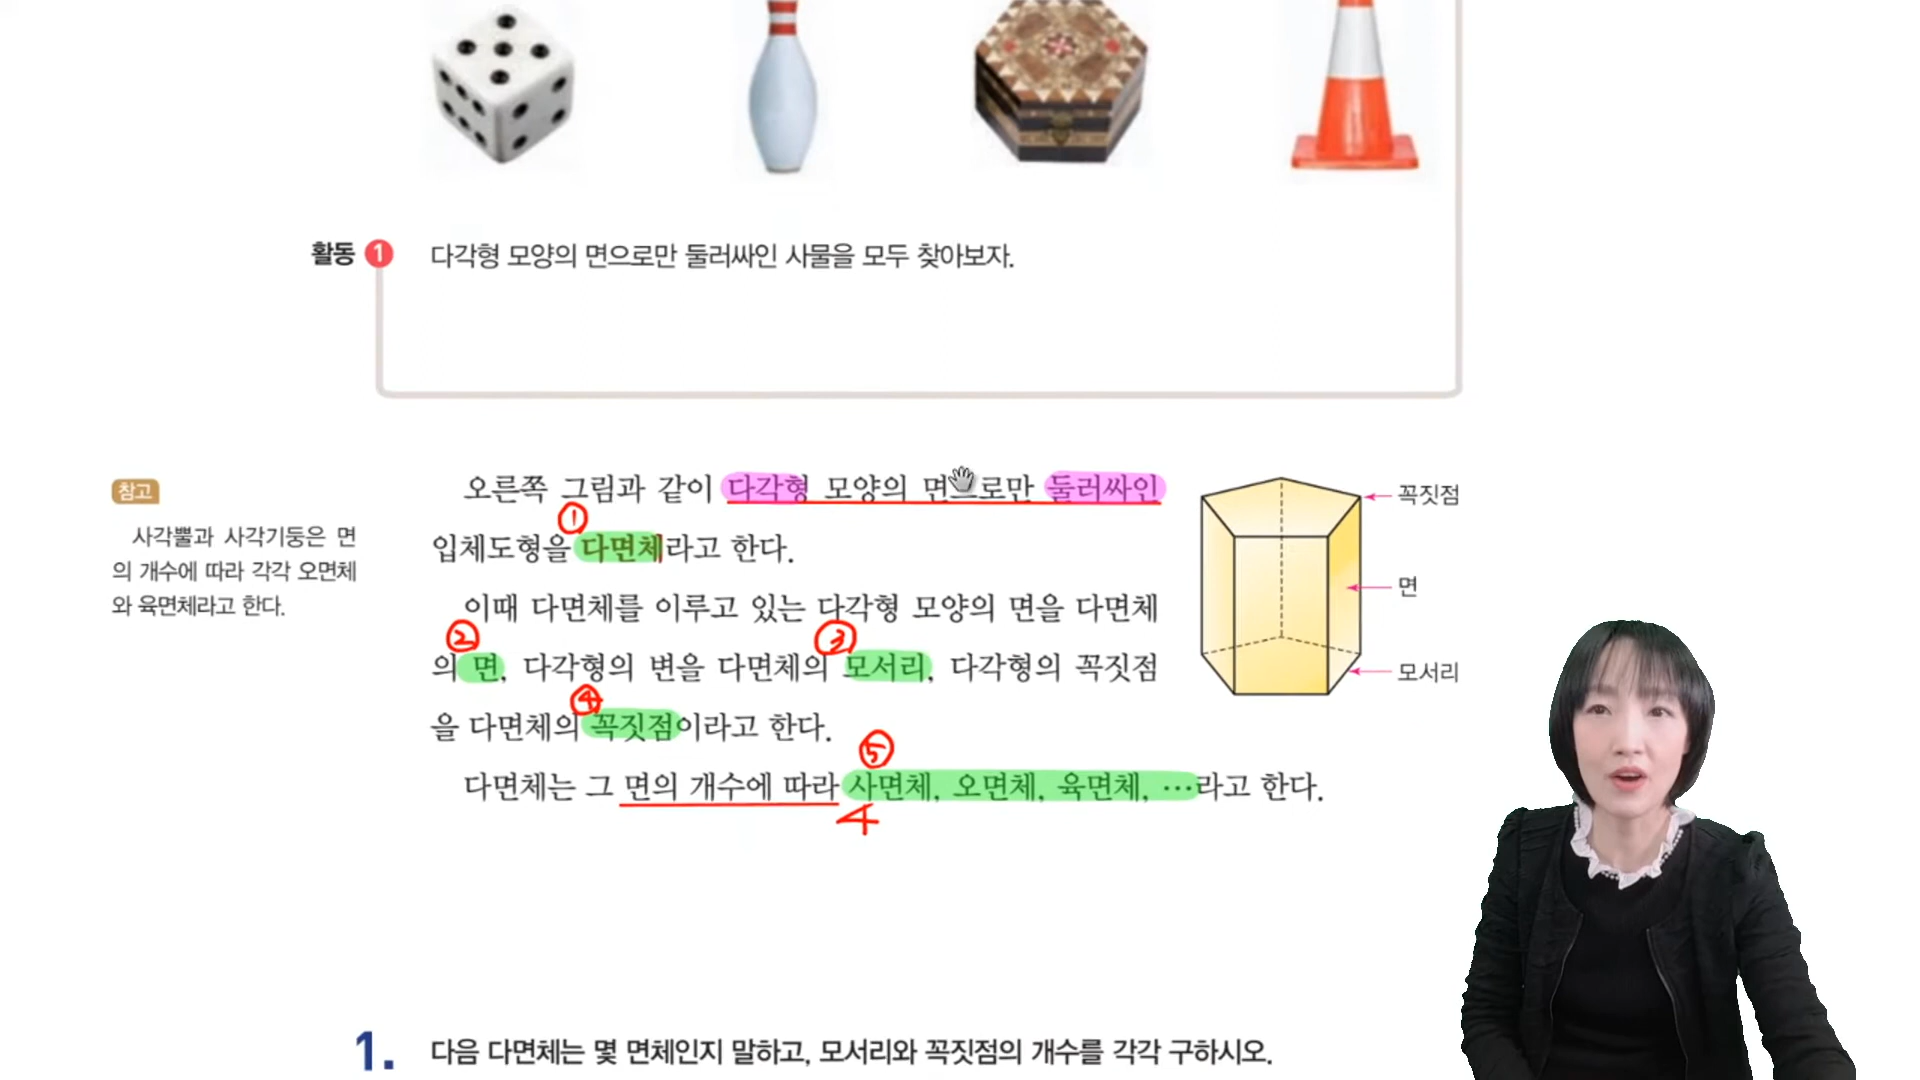 활동 1 다각형 모양의 면으로만 둘러싸인 사물을 모두 찾아보자.
참고
사각뿔과 사각기둥은 면
의 개수에 따라 각각 오면체
와 육면체라고 한다.
오른쪽 그림과 같이 다각형 모양의 면으로만 둘러싸인
①
입체도형을 다면체라고 한다.
이때 다면체를 이루고 있는 다각형 모양의 면을 다면체
② ③
의 면, 다각형의 변을 다면체의 모서리, 다각형의 꼭짓점
④
을 다면체의 꼭짓점이라고 한다.
⑤
다면체는 그 면의 개수에 따라 사면체, 오면체, 육면체, …라고 한다.
4
꼭짓점
면
모서리
1. 다음 다면체는 몇 면체인지 말하고, 모서리와 꼭짓점의 개수를 각각 구하시오.